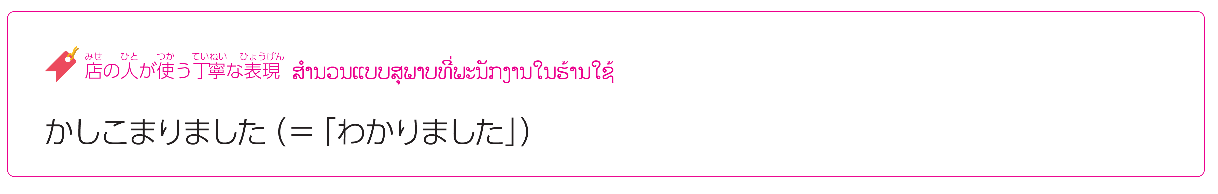 店の人が使う丁寧な表現 ສຳນວນແບບສຸພາບທີ່ພະນັກງານໃນຮ້ານໃຊ້
みせ ひと つか ていねい ひょうげん
かしこまりました (=「わかりました」)